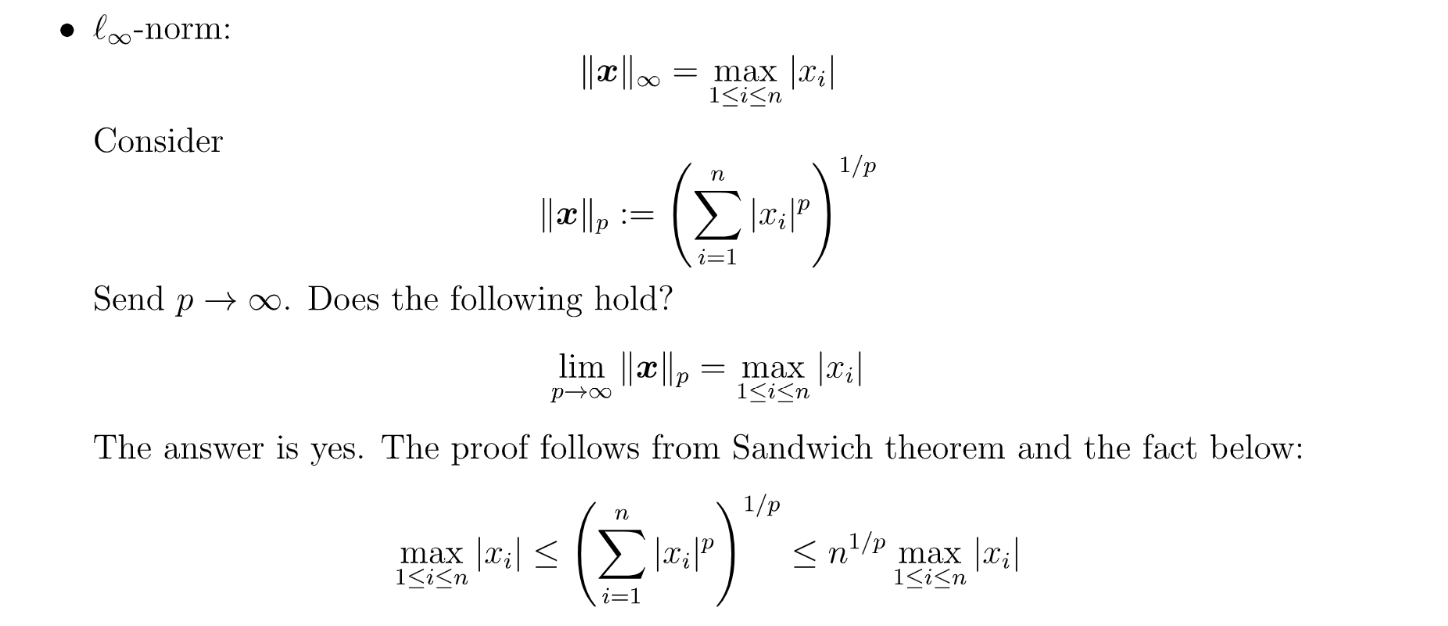 • ℓ∞-norm:
‖x‖∞ = max_{1≤i≤n} |x_i|
Consider
‖x‖_p := (∑_{i=1}^{n} |x_i|^p)^{1/p}
Send p → ∞. Does the following hold?
lim_{p→∞} ‖x‖_p = max_{1≤i≤n} |x_i|
The answer is yes. The proof follows from Sandwich theorem and the fact below:
max_{1≤i≤n} |x_i| ≤ (∑_{i=1}^{n} |x_i|^p)^{1/p} ≤ n^{1/p} max_{1≤i≤n} |x_i|